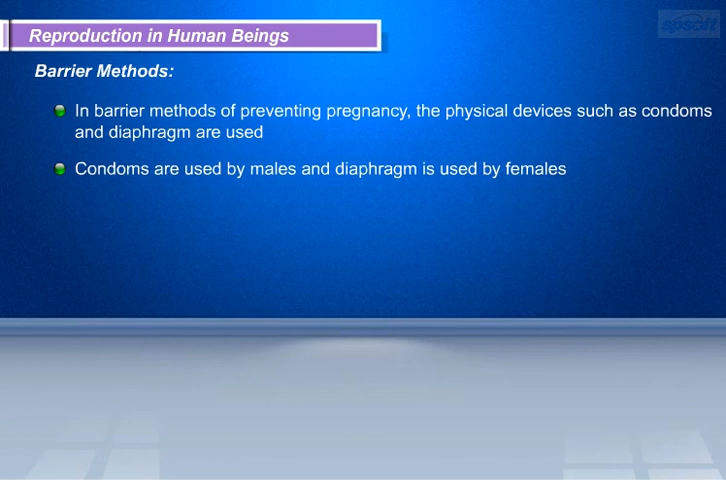 spsoft
Reproduction in Human Beings
Barrier Methods:
In barrier methods of preventing pregnancy, the physical devices such as condoms
and diaphragm are used
Condoms are used by males and diaphragm is used by females